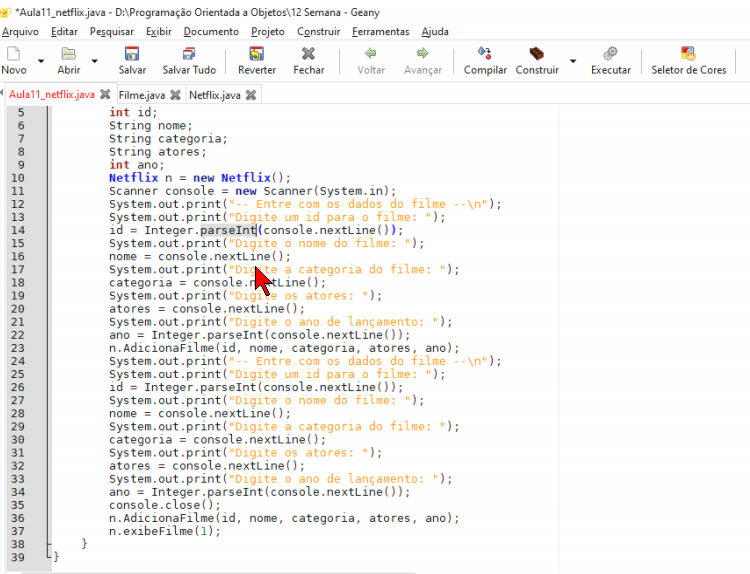 *Aula11_netflix.java - D:\Programação Orientada a Objetos\12 Semana - Geany
Arquivo Editar Pesquisar Exibir Documento Projeto Construir Ferramentas Ajuda
Novo Abrir Salvar Salvar Tudo Reverter Fechar Voltar Avançar Compilar Construir Executar Seletor de Cores
Aula11_netflix.java Filme.java Netflix.java
5 int id;
6 String nome;
7 String categoria;
8 String atores;
9 int ano;
10 Netflix n = new Netflix();
11 Scanner console = new Scanner(System.in);
12 System.out.print("-- Entre com os dados do filme --\n");
13 System.out.print("Digite um id para o filme: ");
14 id = Integer.parseInt(console.nextLine());
15 System.out.print("Digite o nome do filme: ");
16 nome = console.nextLine();
17 System.out.print("Digite a categoria do filme: ");
18 categoria = console.nextLine();
19 System.out.print("Digite os atores: ");
20 atores = console.nextLine();
21 System.out.print("Digite o ano de lançamento: ");
22 ano = Integer.parseInt(console.nextLine());
23 n.AdicionaFilme(id, nome, categoria, atores, ano);
24 System.out.print("-- Entre com os dados do filme --\n");
25 System.out.print("Digite um id para o filme: ");
26 id = Integer.parseInt(console.nextLine());
27 System.out.print("Digite o nome do filme: ");
28 nome = console.nextLine();
29 System.out.print("Digite a categoria do filme: ");
30 categoria = console.nextLine();
31 System.out.print("Digite os atores: ");
32 atores = console.nextLine();
33 System.out.print("Digite o ano de lançamento: ");
34 ano = Integer.parseInt(console.nextLine());
35 console.close();
36 n.AdicionaFilme(id, nome, categoria, atores, ano);
37 n.exibeFilme(1);
38 }
39 }